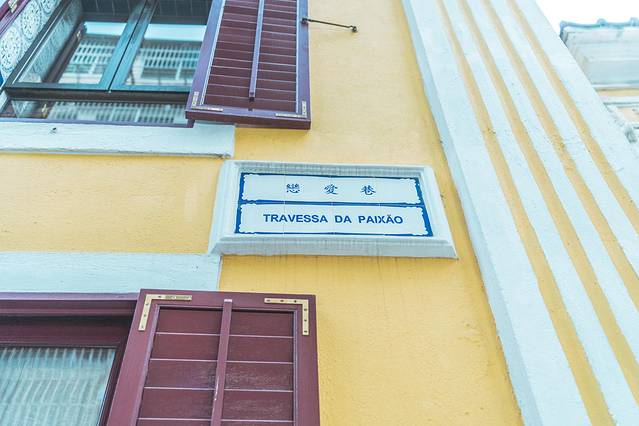 戀愛巷
TRAVESSA DA PAIXÃO